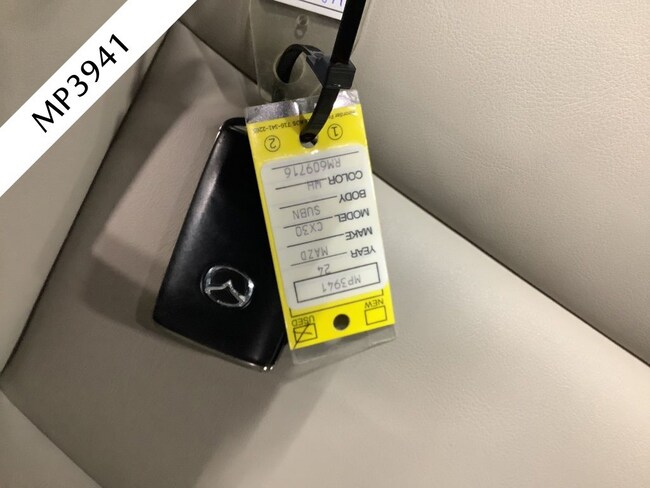 MP3941
NEW
USED
MP3941
YEAR 24
MAKE MAZD
MODEL CX30
BODY SUBN
COLOR WH
RM609716
① ②